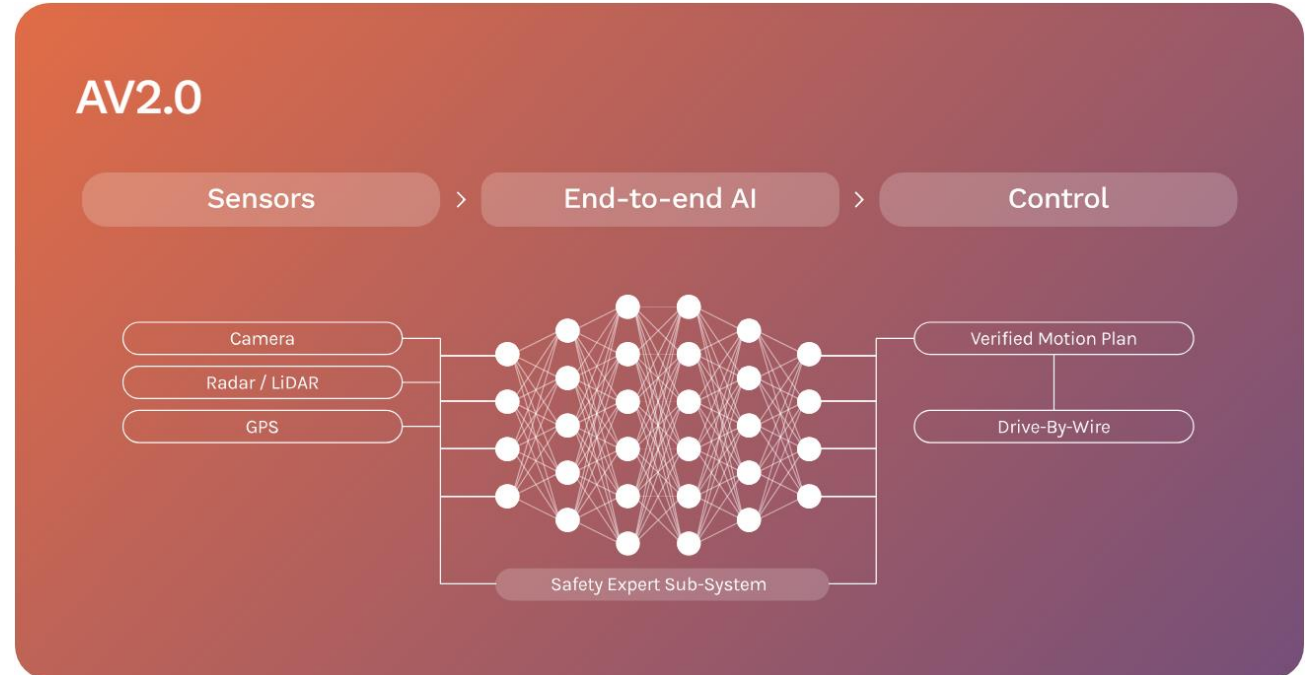 AV2.0
Sensors
>
End-to-end AI
>
Control
Camera
Radar / LiDAR
GPS
Safety Expert Sub-System
Verified Motion Plan
Drive-By-Wire